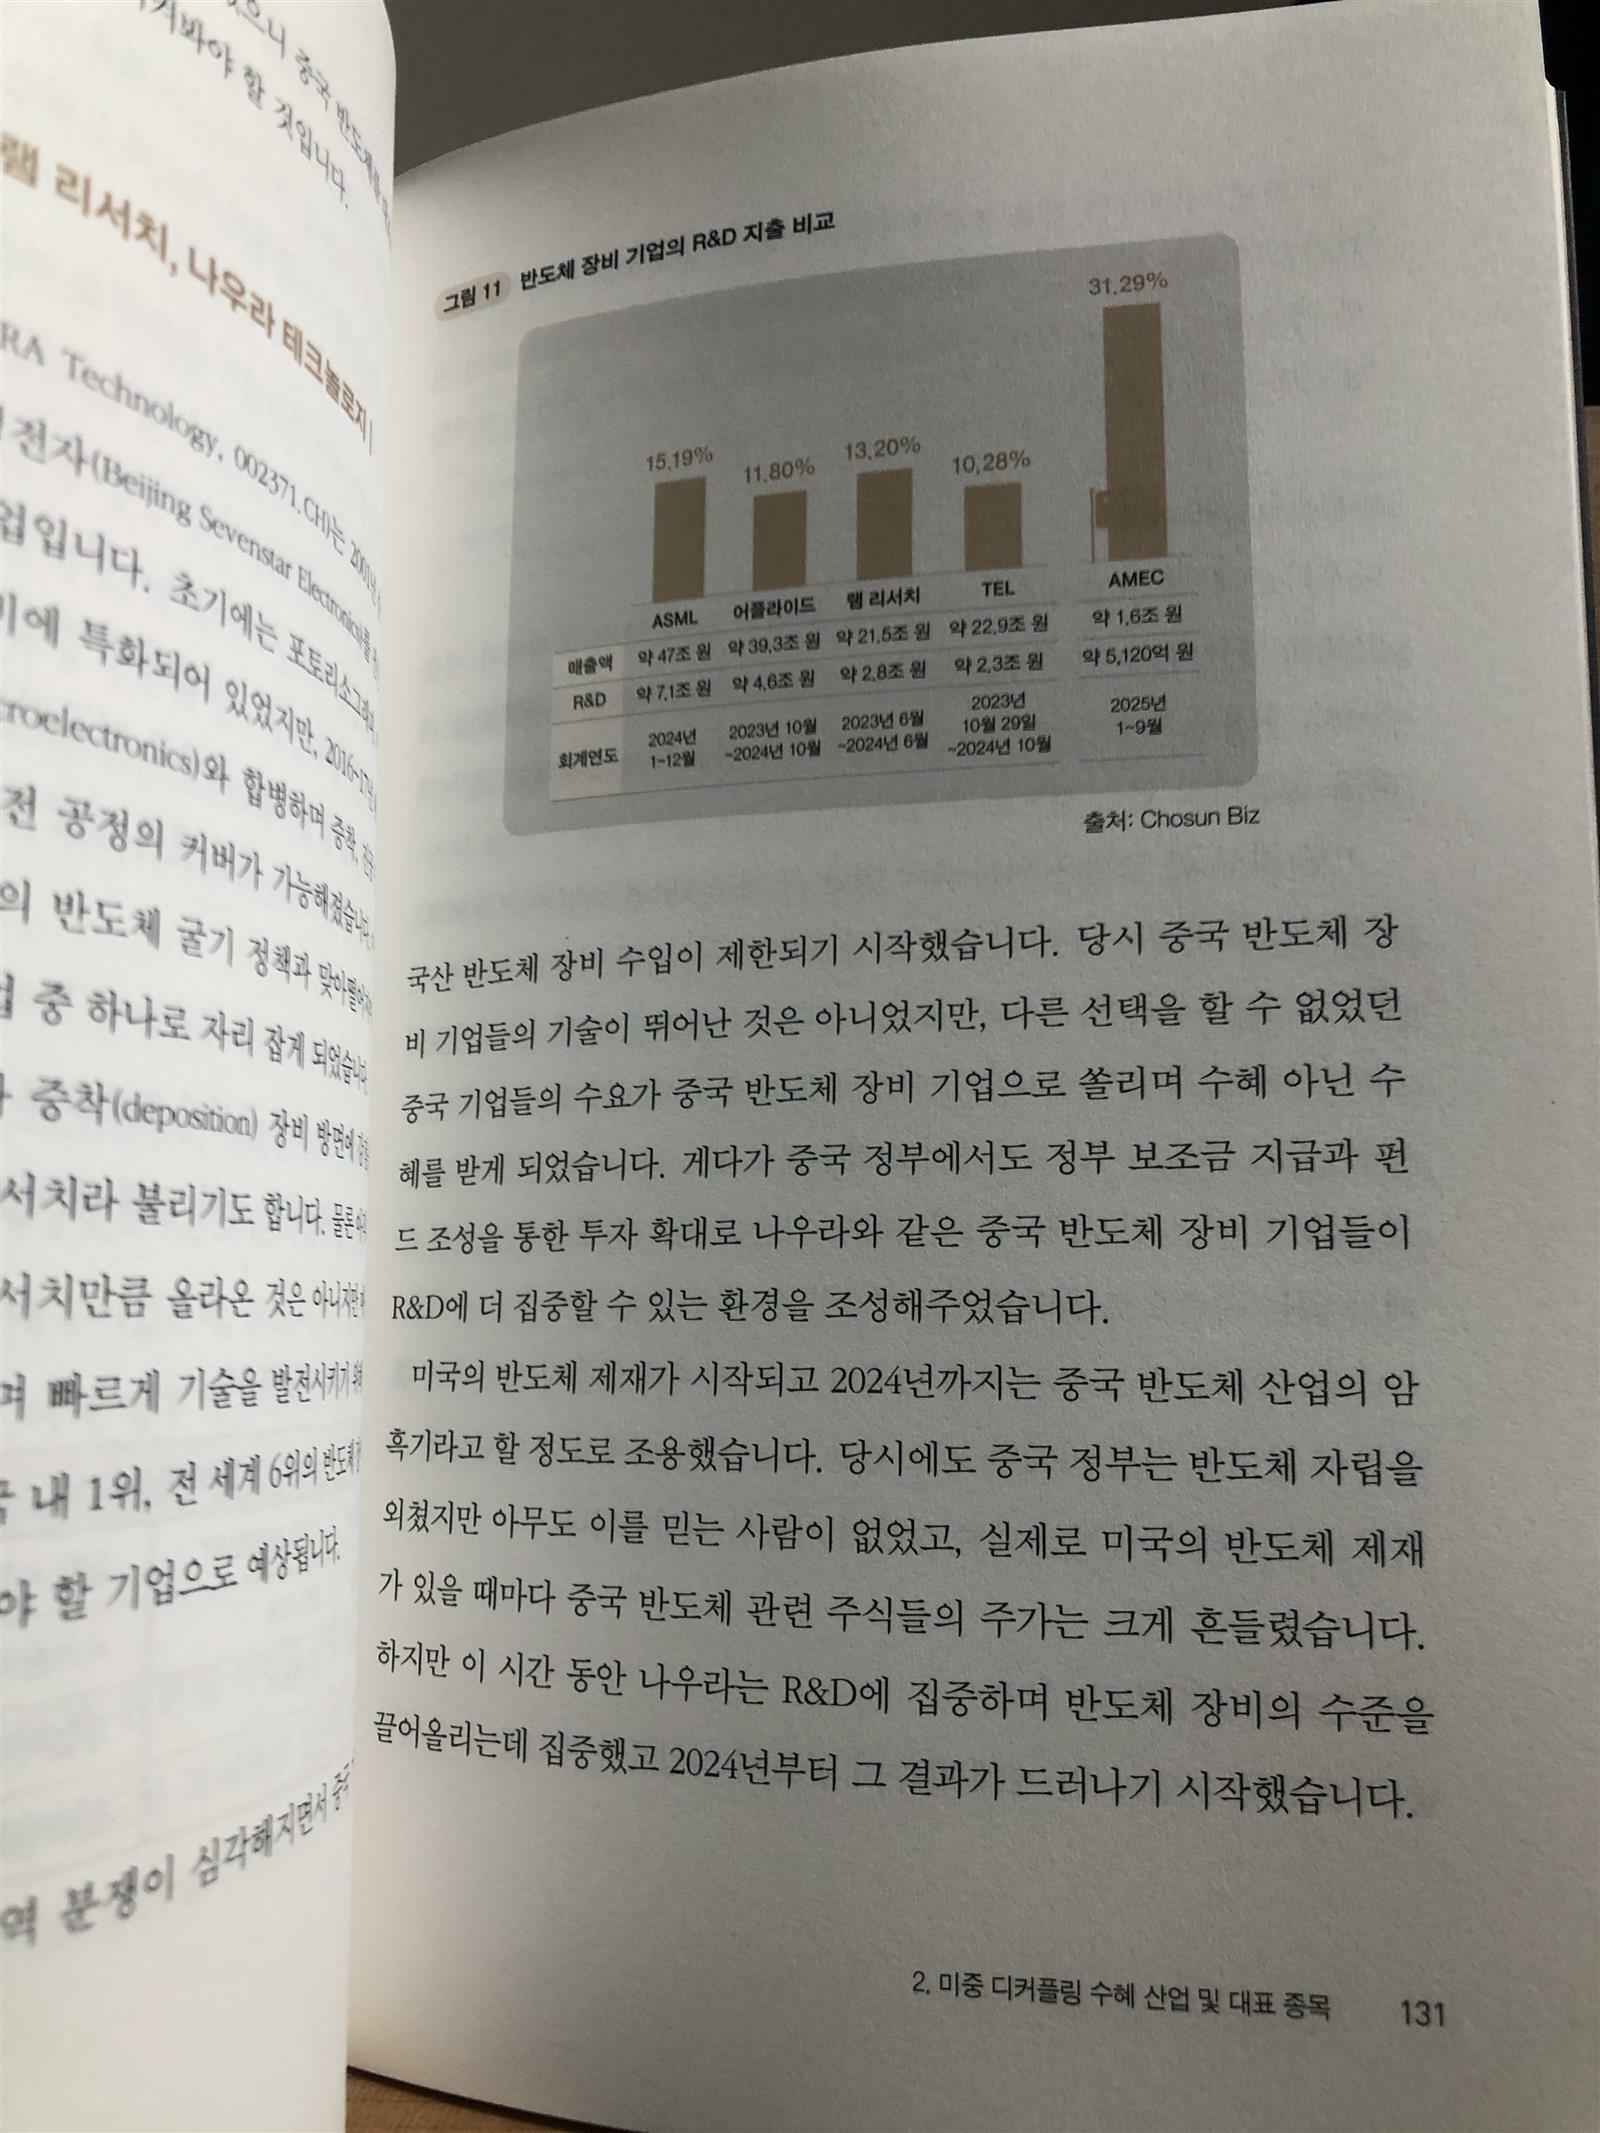 으니 중국 반도체를
켜봐야 할 것입니다.
램 리서치, 나우라 테크놀로지 |
RA Technology, 002371.CH)는 2001년
전자(Beijing Sevenstar Electronics)를
업입니다. 초기에는 포토리소그래피,
기에 특화되어 있었지만, 2016~17년
croelectronics)와 합병하며 증착,
전 공정의 커버가 가능해졌습니다.
의 반도체 굴기 정책과 맞아떨어지
업 중 하나로 자리 잡게 되었습니다.
증착(deposition) 장비 방면에
서치라 불리기도 합니다. 물론 아직
서치만큼 올라온 것은 아니지만
며 빠르게 기술을 발전시키기 위해
내 1위, 전 세계 6위의 반도체
야 할 기업으로 예상됩니다.
역 분쟁이 심각해지면서 중국
그림 11 반도체 장비 기업의 R&D 지출 비교
15.19% 11.80% 13.20% 10.28% 31.29%
ASML 어플라이드 램 리서치 TEL AMEC
매출액 약 47조 원 약 39.3조 원 약 21.5조 원 약 22.9조 원 약 1.6조 원
R&D 약 7.1조 원 약 4.6조 원 약 2.8조 원 약 2.3조 원 약 5,120억 원
회계연도 2024년 1~12월 2023년 10월 ~2024년 10월 2023년 6월 ~2024년 6월 2023년 10월 29일 ~2024년 10월 2025년 1~9월
출처: Chosun Biz
국산 반도체 장비 수입이 제한되기 시작했습니다. 당시 중국 반도체 장
비 기업들의 기술이 뛰어난 것은 아니었지만, 다른 선택을 할 수 없었던
중국 기업들의 수요가 중국 반도체 장비 기업으로 쏠리며 수혜 아닌 수
혜를 받게 되었습니다. 게다가 중국 정부에서도 정부 보조금 지급과 펀
드 조성을 통한 투자 확대로 나우라와 같은 중국 반도체 장비 기업들이
R&D에 더 집중할 수 있는 환경을 조성해주었습니다.
미국의 반도체 제재가 시작되고 2024년까지는 중국 반도체 산업의 암
흑기라고 할 정도로 조용했습니다. 당시에도 중국 정부는 반도체 자립을
외쳤지만 아무도 이를 믿는 사람이 없었고, 실제로 미국의 반도체 제재
가 있을 때마다 중국 반도체 관련 주식들의 주가는 크게 흔들렸습니다.
하지만 이 시간 동안 나우라는 R&D에 집중하며 반도체 장비의 수준을
끌어올리는데 집중했고 2024년부터 그 결과가 드러나기 시작했습니다.
2. 미중 디커플링 수혜 산업 및 대표 종목 131